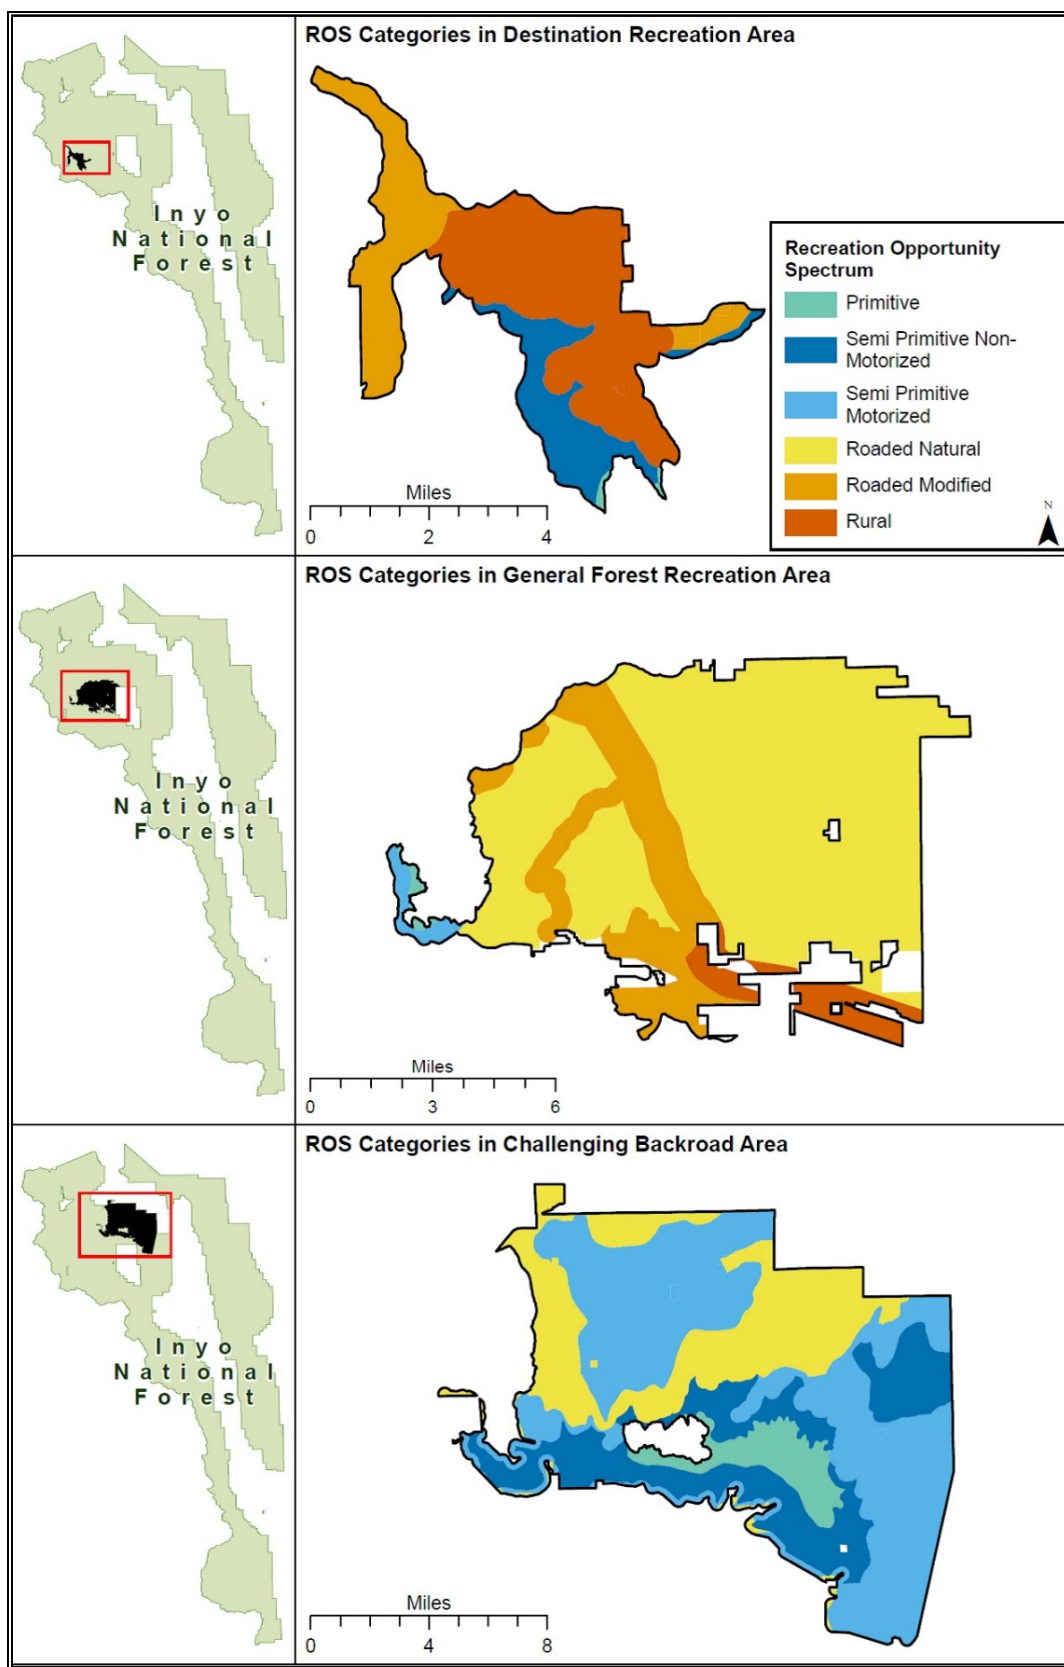 ROS Categories in Destination Recreation Area
Inyo
National
Forest
Recreation Opportunity
Spectrum
Primitive
Semi Primitive Non-
Motorized
Semi Primitive
Motorized
Roaded Natural
Roaded Modified
Rural
N
Miles
0 2 4
ROS Categories in General Forest Recreation Area
Inyo
National
Forest
Miles
0 3 6
ROS Categories in Challenging Backroad Area
Inyo
National
Forest
Miles
0 4 8